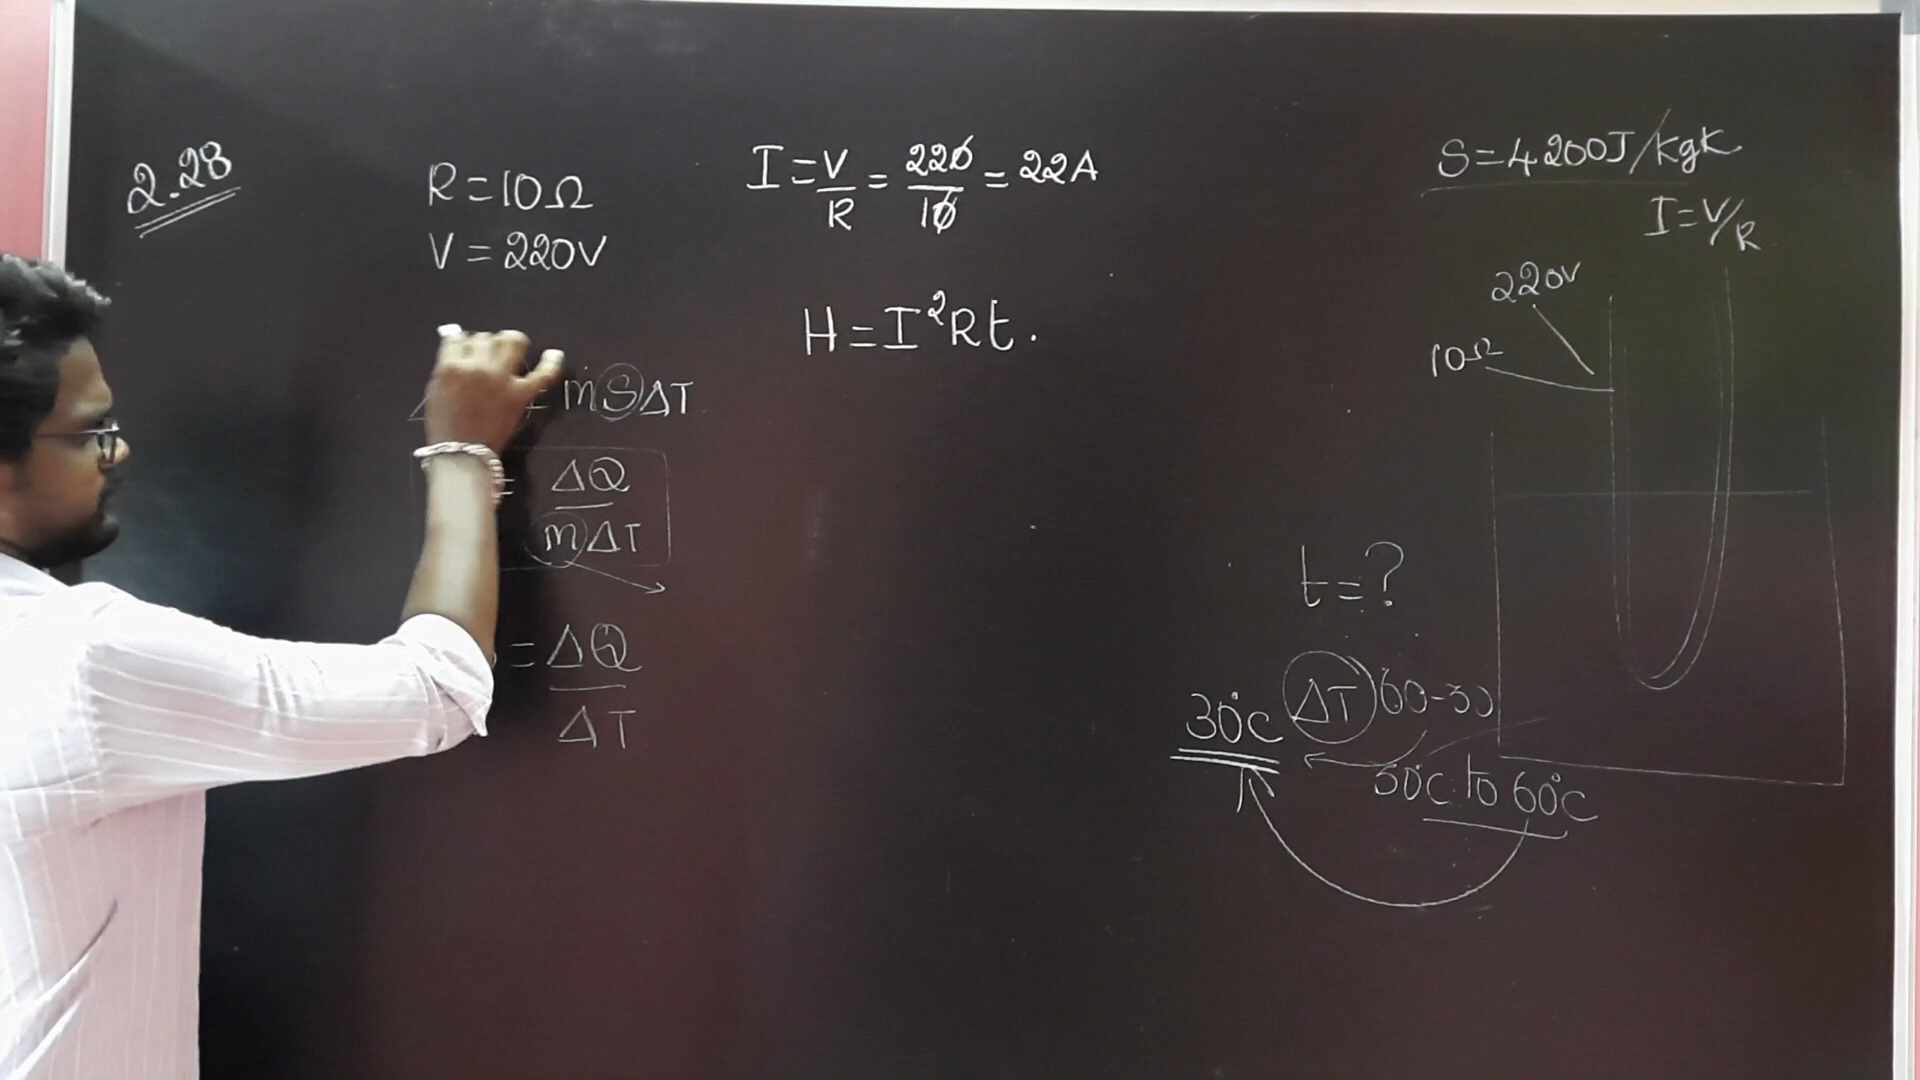 2.28
R=10Ω
V=220V
= mSΔT
= ΔQ
mΔT
= ΔQ
ΔT
I=V/R = 220/10 = 22A
H=I²Rt.
S=4200J/kgK
I=V/R
220V
10Ω
t=?
30°C ΔT 60-30
30°C to 60°C